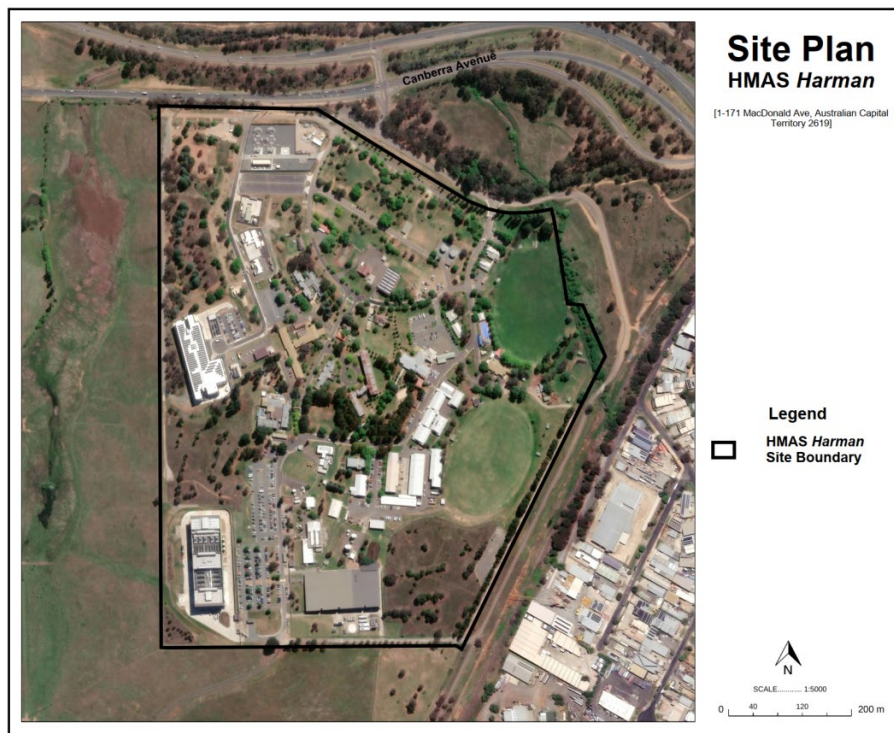 Site Plan
HMAS Harman
[1-171 MacDonald Ave, Australian Capital
Territory 2619]
Canberra Avenue
Legend
HMAS Harman
Site Boundary
N
SCALE............ 1:5000
0 40 120 200 m